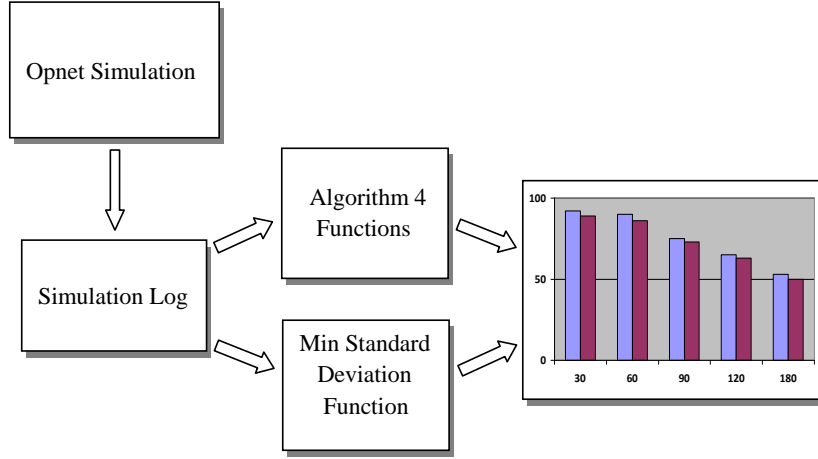 Opnet Simulation
Simulation Log
Algorithm 4
Functions
Min Standard
Deviation
Function
100
50
0
30 60 90 120 180